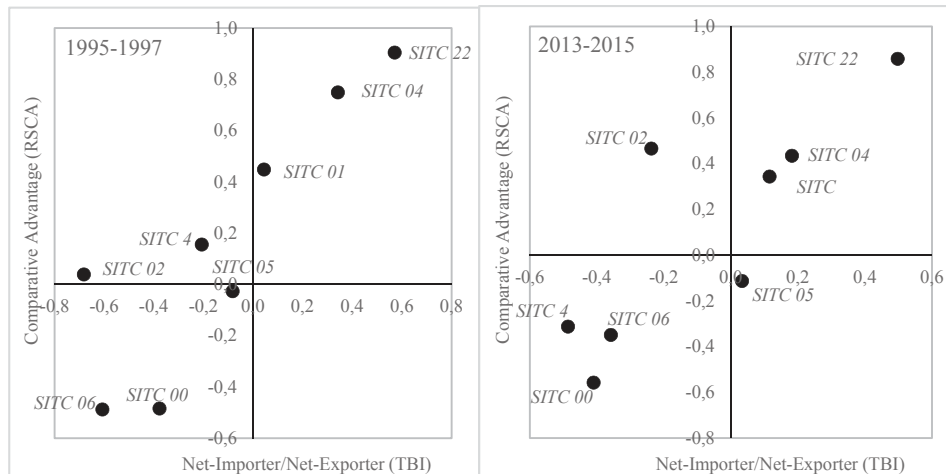 1995-1997
1,0
0,8
0,6
0,4
0,2
0,0
-0,2
-0,4
-0,6
-0,8 -0,6 -0,4 -0,2 0,0 0,2 0,4 0,6 0,8
SITC 22
SITC 04
SITC 01
SITC 4
SITC 02
SITC 05
SITC 06
SITC 00
Comparative Advantage (RSCA)
Net-Importer/Net-Exporter (TBI)
2013-2015
1,0
0,8
0,6
0,4
0,2
0,0
-0,2
-0,4
-0,6
-0,8
-0,6 -0,4 -0,2 0,0 0,2 0,4 0,6
SITC 22
SITC 02
SITC 04
SITC
SITC 05
SITC 4
SITC 06
SITC 00
Comparative Advantage (RSCA)
Net-Importer/Net-Exporter (TBI)